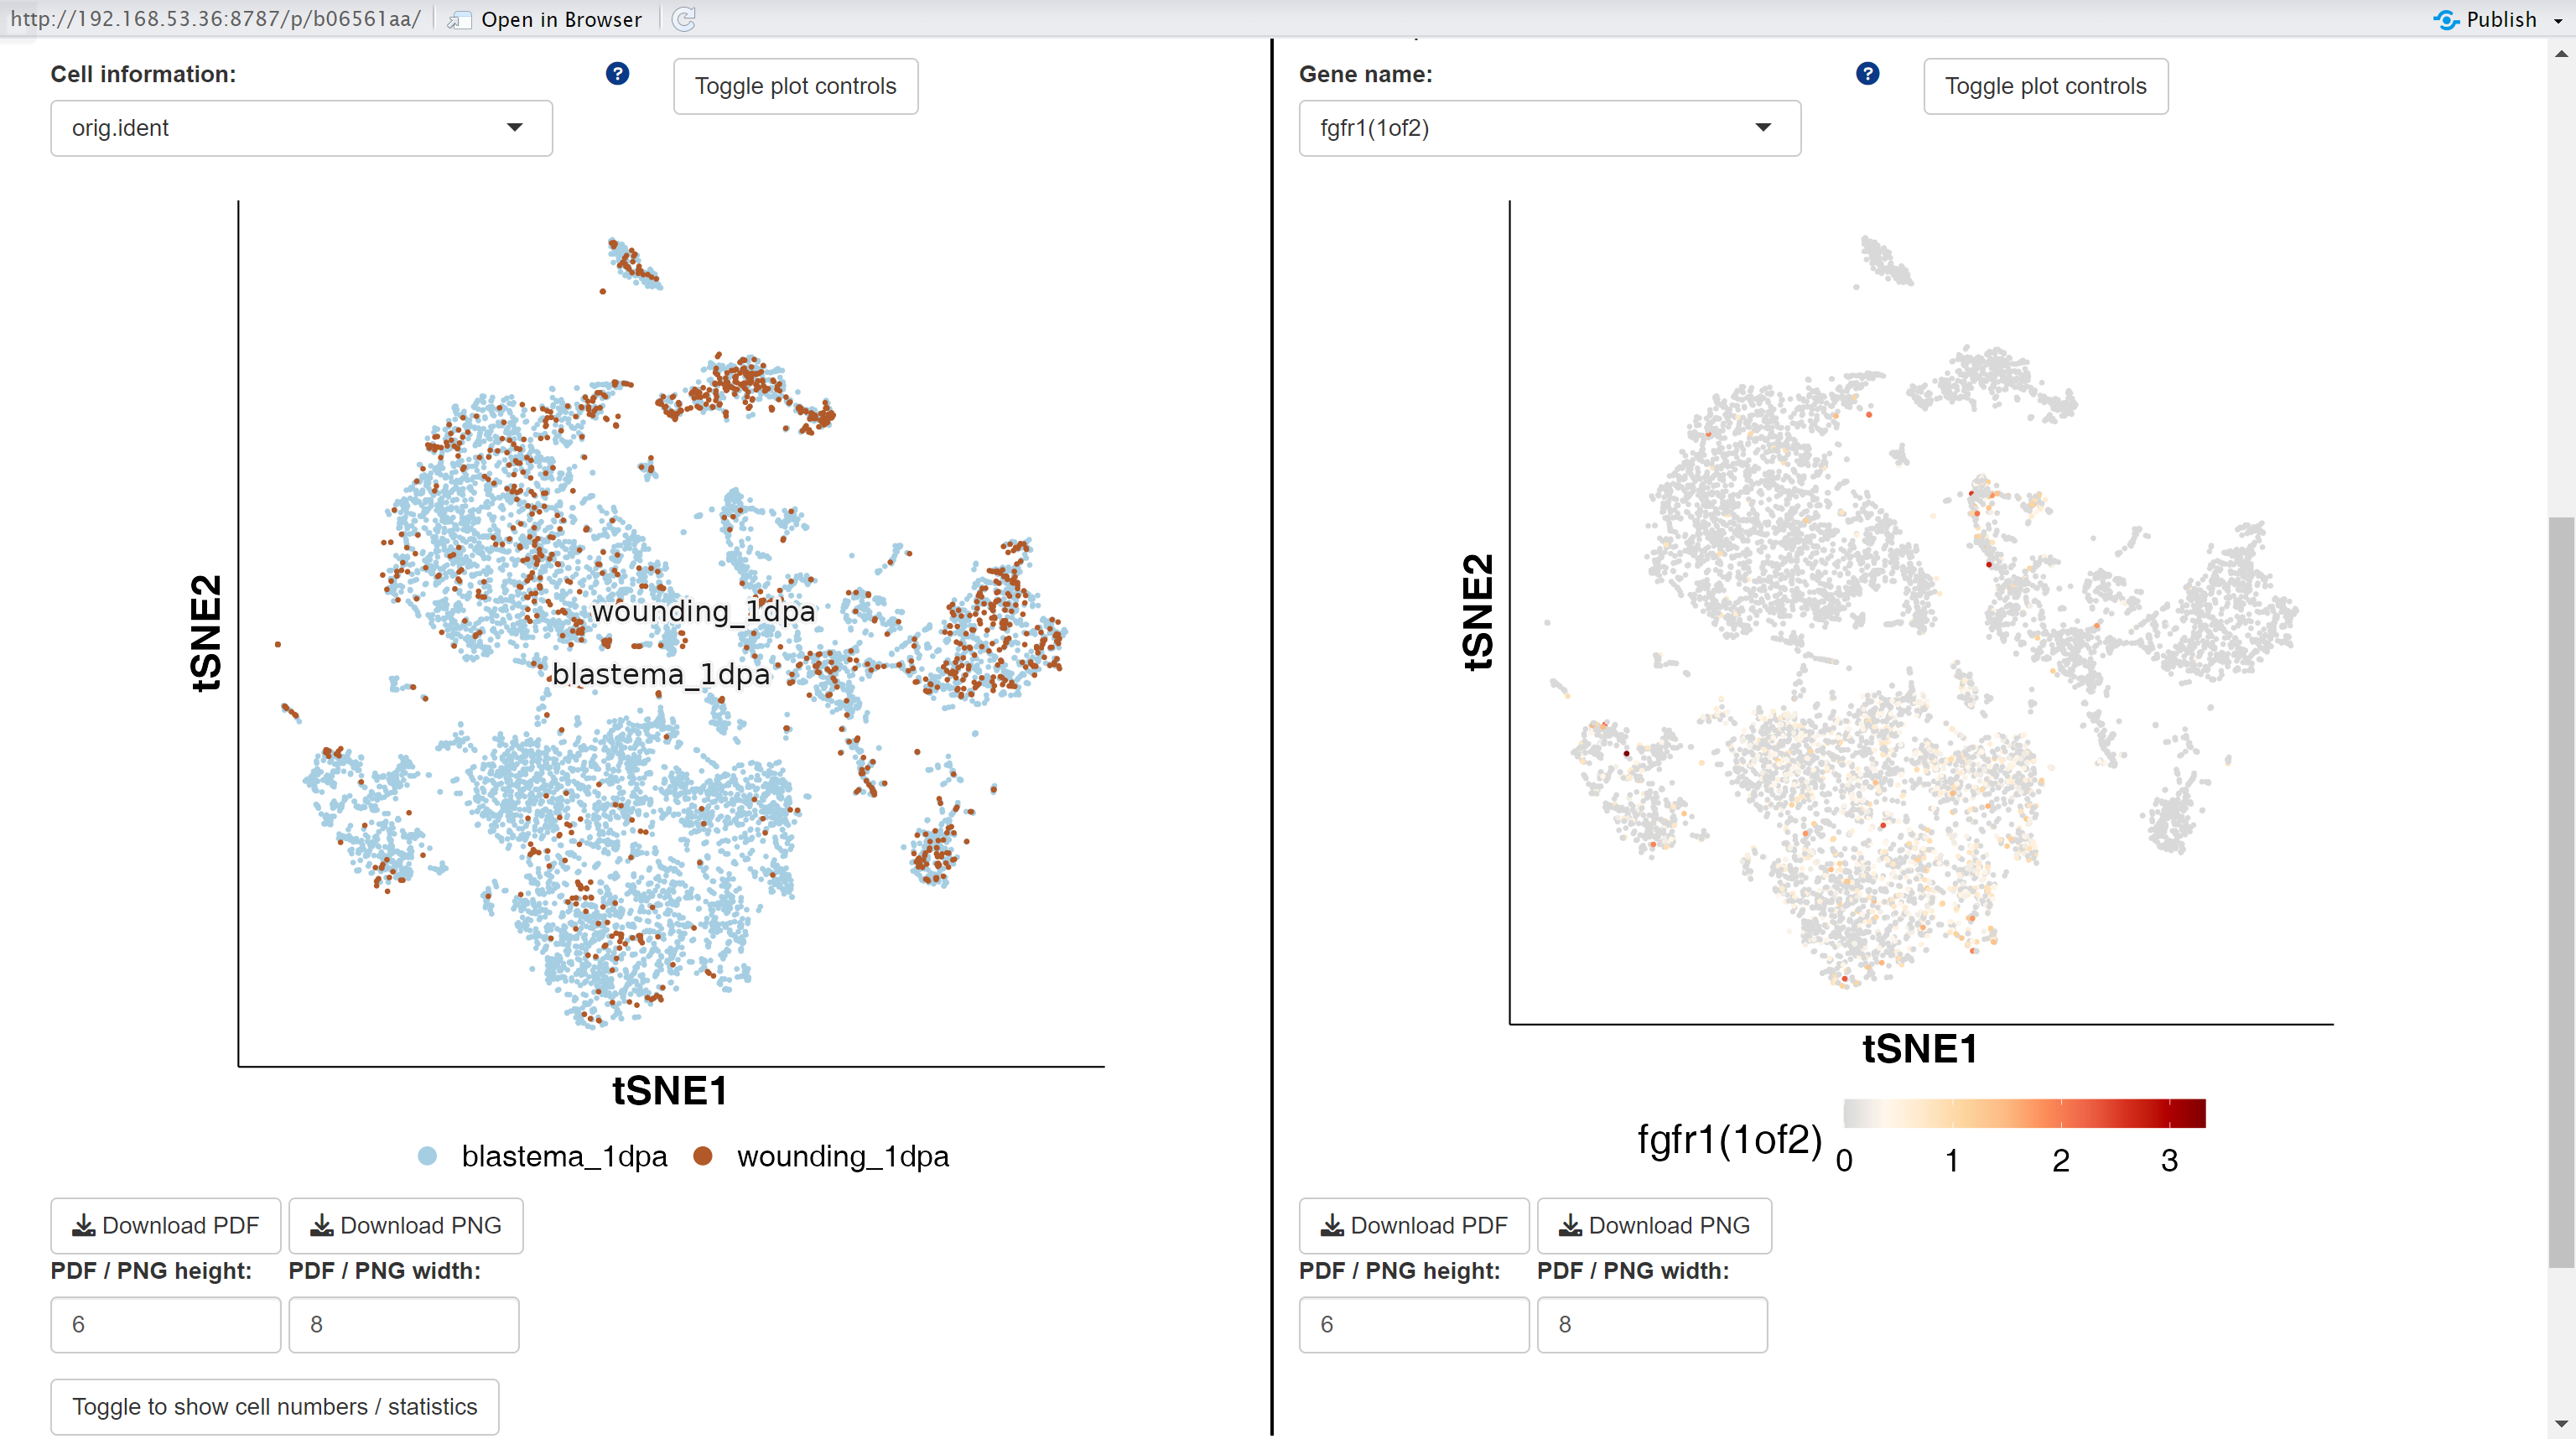 http://192.168.53.36:8787/p/b06561aa/ Open in Browser Publish
Cell information: ? Toggle plot controls
orig.ident
tSNE2
wounding_1dpa
blastema_1dpa
tSNE1
blastema_1dpa wounding_1dpa
Download PDF Download PNG
PDF / PNG height: PDF / PNG width:
6 8
Toggle to show cell numbers / statistics
Gene name: ? Toggle plot controls
fgfr1(1of2)
tSNE2
tSNE1
fgfr1(1of2)
0 1 2 3
Download PDF Download PNG
PDF / PNG height: PDF / PNG width:
6 8